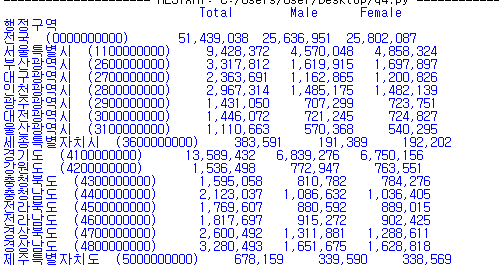 Total Male Female
행정구역
전국 (0000000000) 51,439,038 25,636,951 25,802,087
서울특별시 (1100000000) 9,428,372 4,570,048 4,858,324
부산광역시 (2600000000) 3,317,812 1,619,915 1,697,897
대구광역시 (2700000000) 2,363,691 1,162,865 1,200,826
인천광역시 (2800000000) 2,967,314 1,485,175 1,482,139
광주광역시 (2900000000) 1,431,050 707,299 723,751
대전광역시 (3000000000) 1,446,072 721,245 724,827
울산광역시 (3100000000) 1,110,663 570,368 540,295
세종특별자치시 (3600000000) 383,591 191,389 192,202
경기도 (4100000000) 13,589,432 6,839,276 6,750,156
강원도 (4200000000) 1,536,498 772,947 763,551
충청북도 (4300000000) 1,595,058 810,782 784,276
충청남도 (4400000000) 2,123,037 1,086,632 1,036,405
전라북도 (4500000000) 1,769,607 880,592 889,015
전라남도 (4600000000) 1,817,697 915,272 902,425
경상북도 (4700000000) 2,600,492 1,311,881 1,288,611
경상남도 (4800000000) 3,280,493 1,651,675 1,628,818
제주특별자치도 (5000000000) 678,159 339,590 338,569